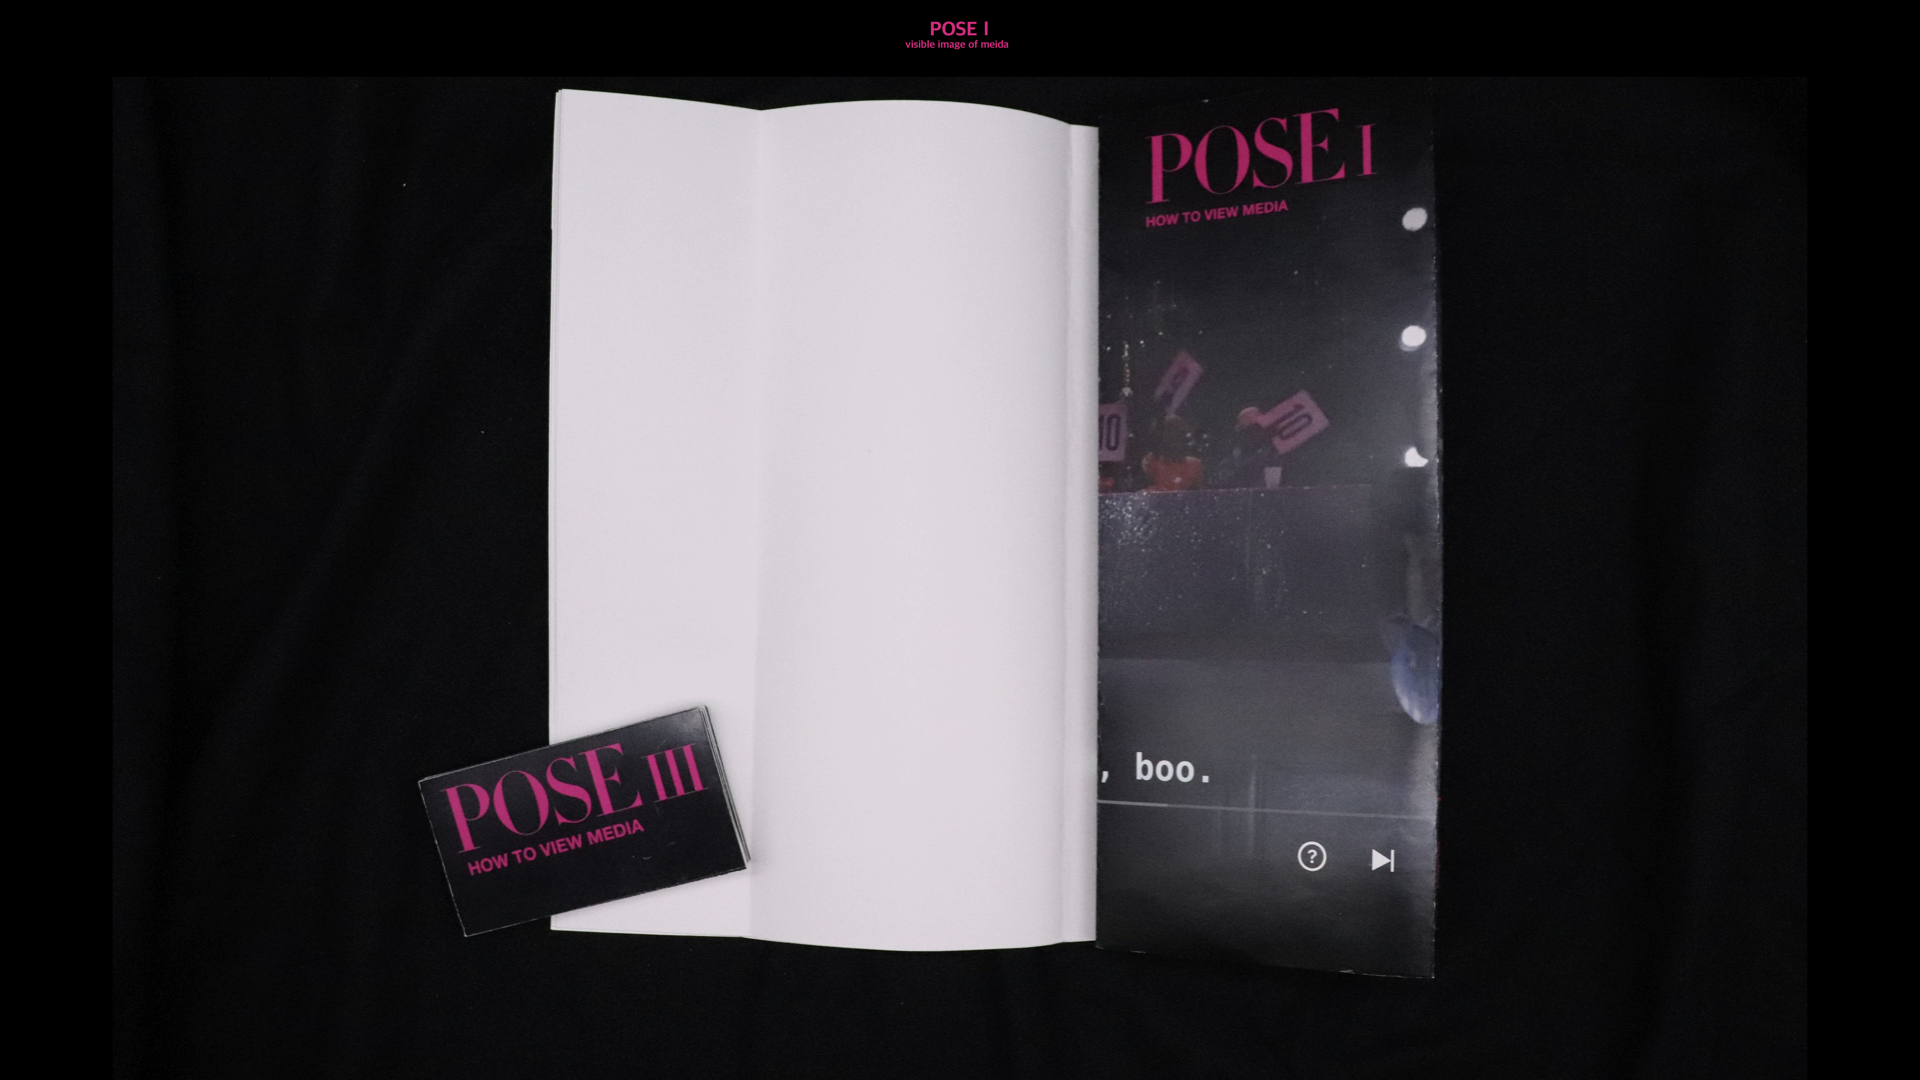 POSE I
visible image of meida
POSE I
HOW TO VIEW MEDIA
10
10
, boo.
?
POSE III
HOW TO VIEW MEDIA